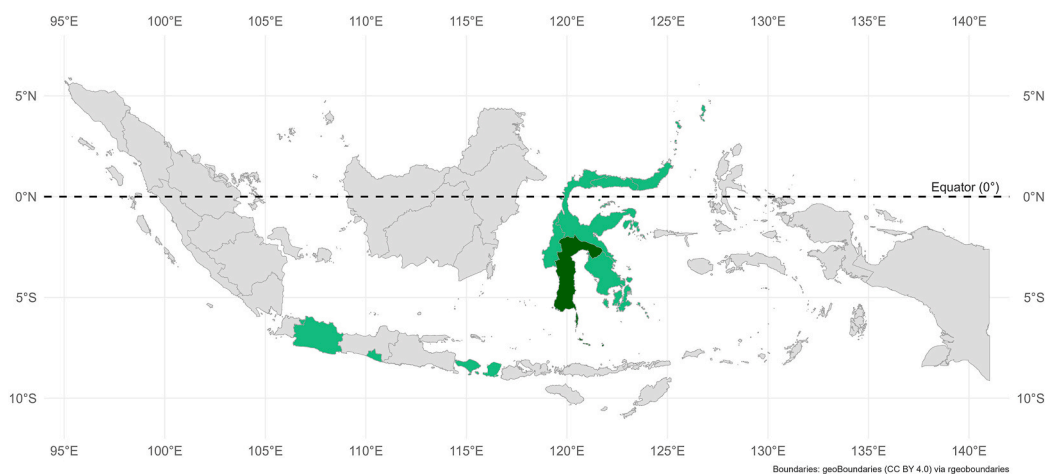 95°E 100°E 105°E 110°E 115°E 120°E 125°E 130°E 135°E 140°E
5°N 5°N
Equator (0°)
0°N 0°N
5°S 5°S
10°S 10°S
95°E 100°E 105°E 110°E 115°E 120°E 125°E 130°E 135°E 140°E
Boundaries: geoBoundaries (CC BY 4.0) via rgeoboundaries